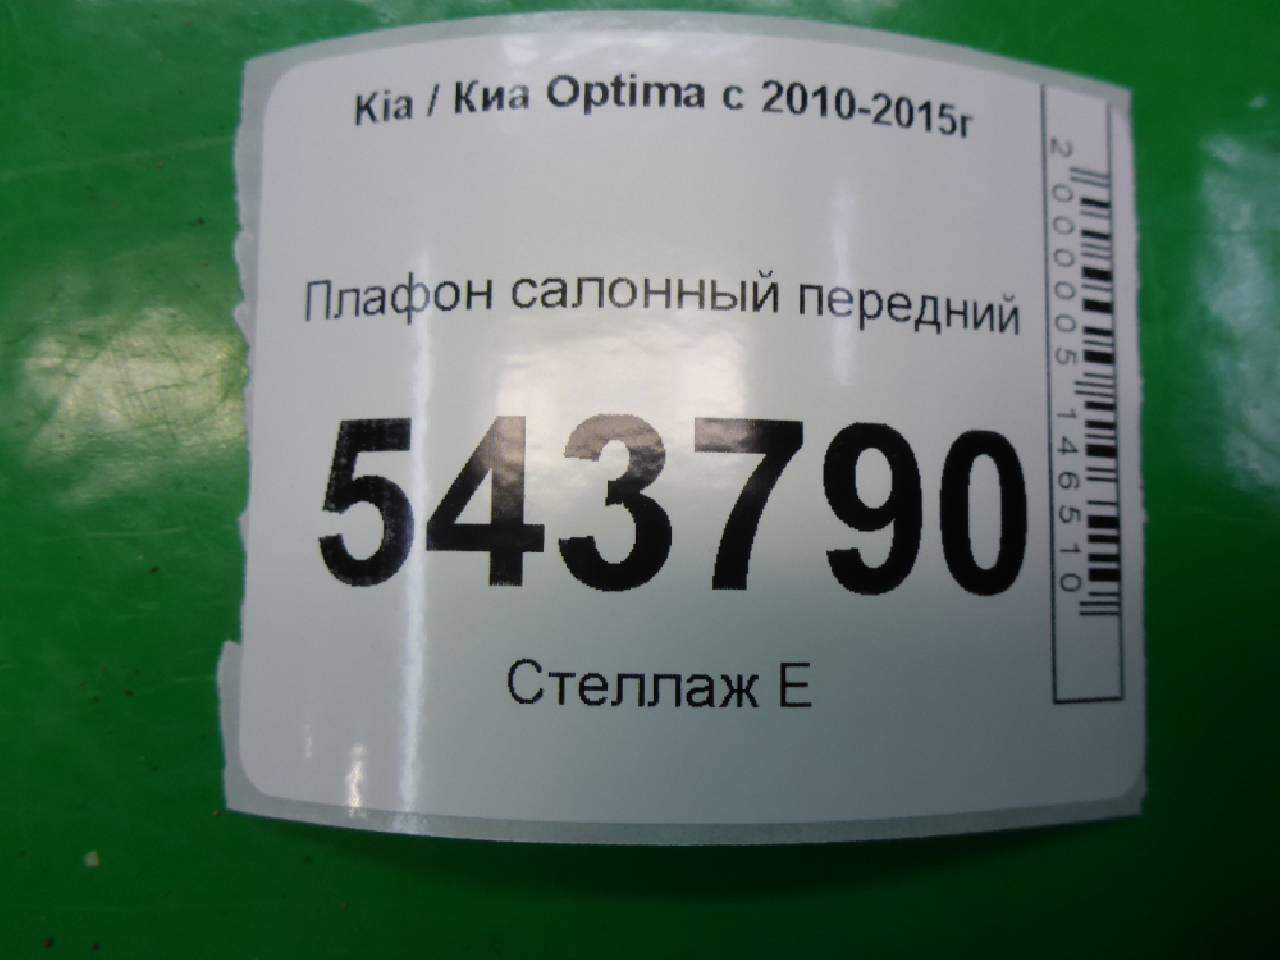 Kia / Киа Optima с 2010-2015г
Плафон салонный передний
543790
Стеллаж Е
2000005146510